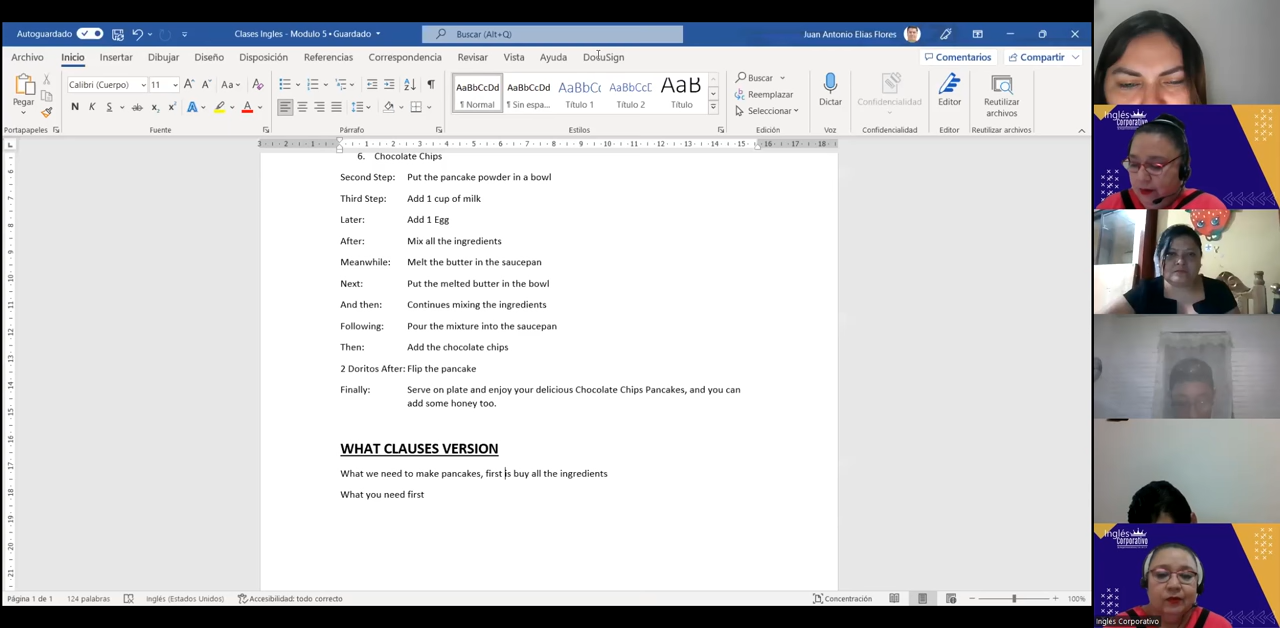 Autoguardado
Clases Ingles - Modulo 5 • Guardado
Buscar (Alt+Q)
Juan Antonio Elias Flores
Archivo Inicio Insertar Dibujar Diseño Disposición Referencias Correspondencia Revisar Vista Ayuda DocuSign
Comentarios Compartir
Pegar
Calibri (Cuerpo) 11
N K S ab x₂ x²
AaBbCcDd AaBbCcDd AaBbCc AaBbCcD AaB
¶ Normal ¶ Sin espa... Título 1 Título 2 Título
Buscar
Reemplazar
Seleccionar
Dictar
Confidencialidad
Editor
Reutilizar archivos
Portapapeles Fuente Párrafo Estilos Edición Voz Confidencialidad Editor Reutilizar archivos
6. Chocolate Chips
Second Step: Put the pancake powder in a bowl
Third Step: Add 1 cup of milk
Later: Add 1 Egg
After: Mix all the ingredients
Meanwhile: Melt the butter in the saucepan
Next: Put the melted butter in the bowl
And then: Continues mixing the ingredients
Following: Pour the mixture into the saucepan
Then: Add the chocolate chips
2 Doritos After: Flip the pancake
Finally: Serve on plate and enjoy your delicious Chocolate Chips Pancakes, and you can
add some honey too.
WHAT CLAUSES VERSION
What we need to make pancakes, first is buy all the ingredients
What you need first
Página 1 de 1 124 palabras Inglés (Estados Unidos) Accesibilidad: todo correcto
Concentración 100%
Inglés
Corporativo
Inglés
Corporativo
Inglés Corporativo